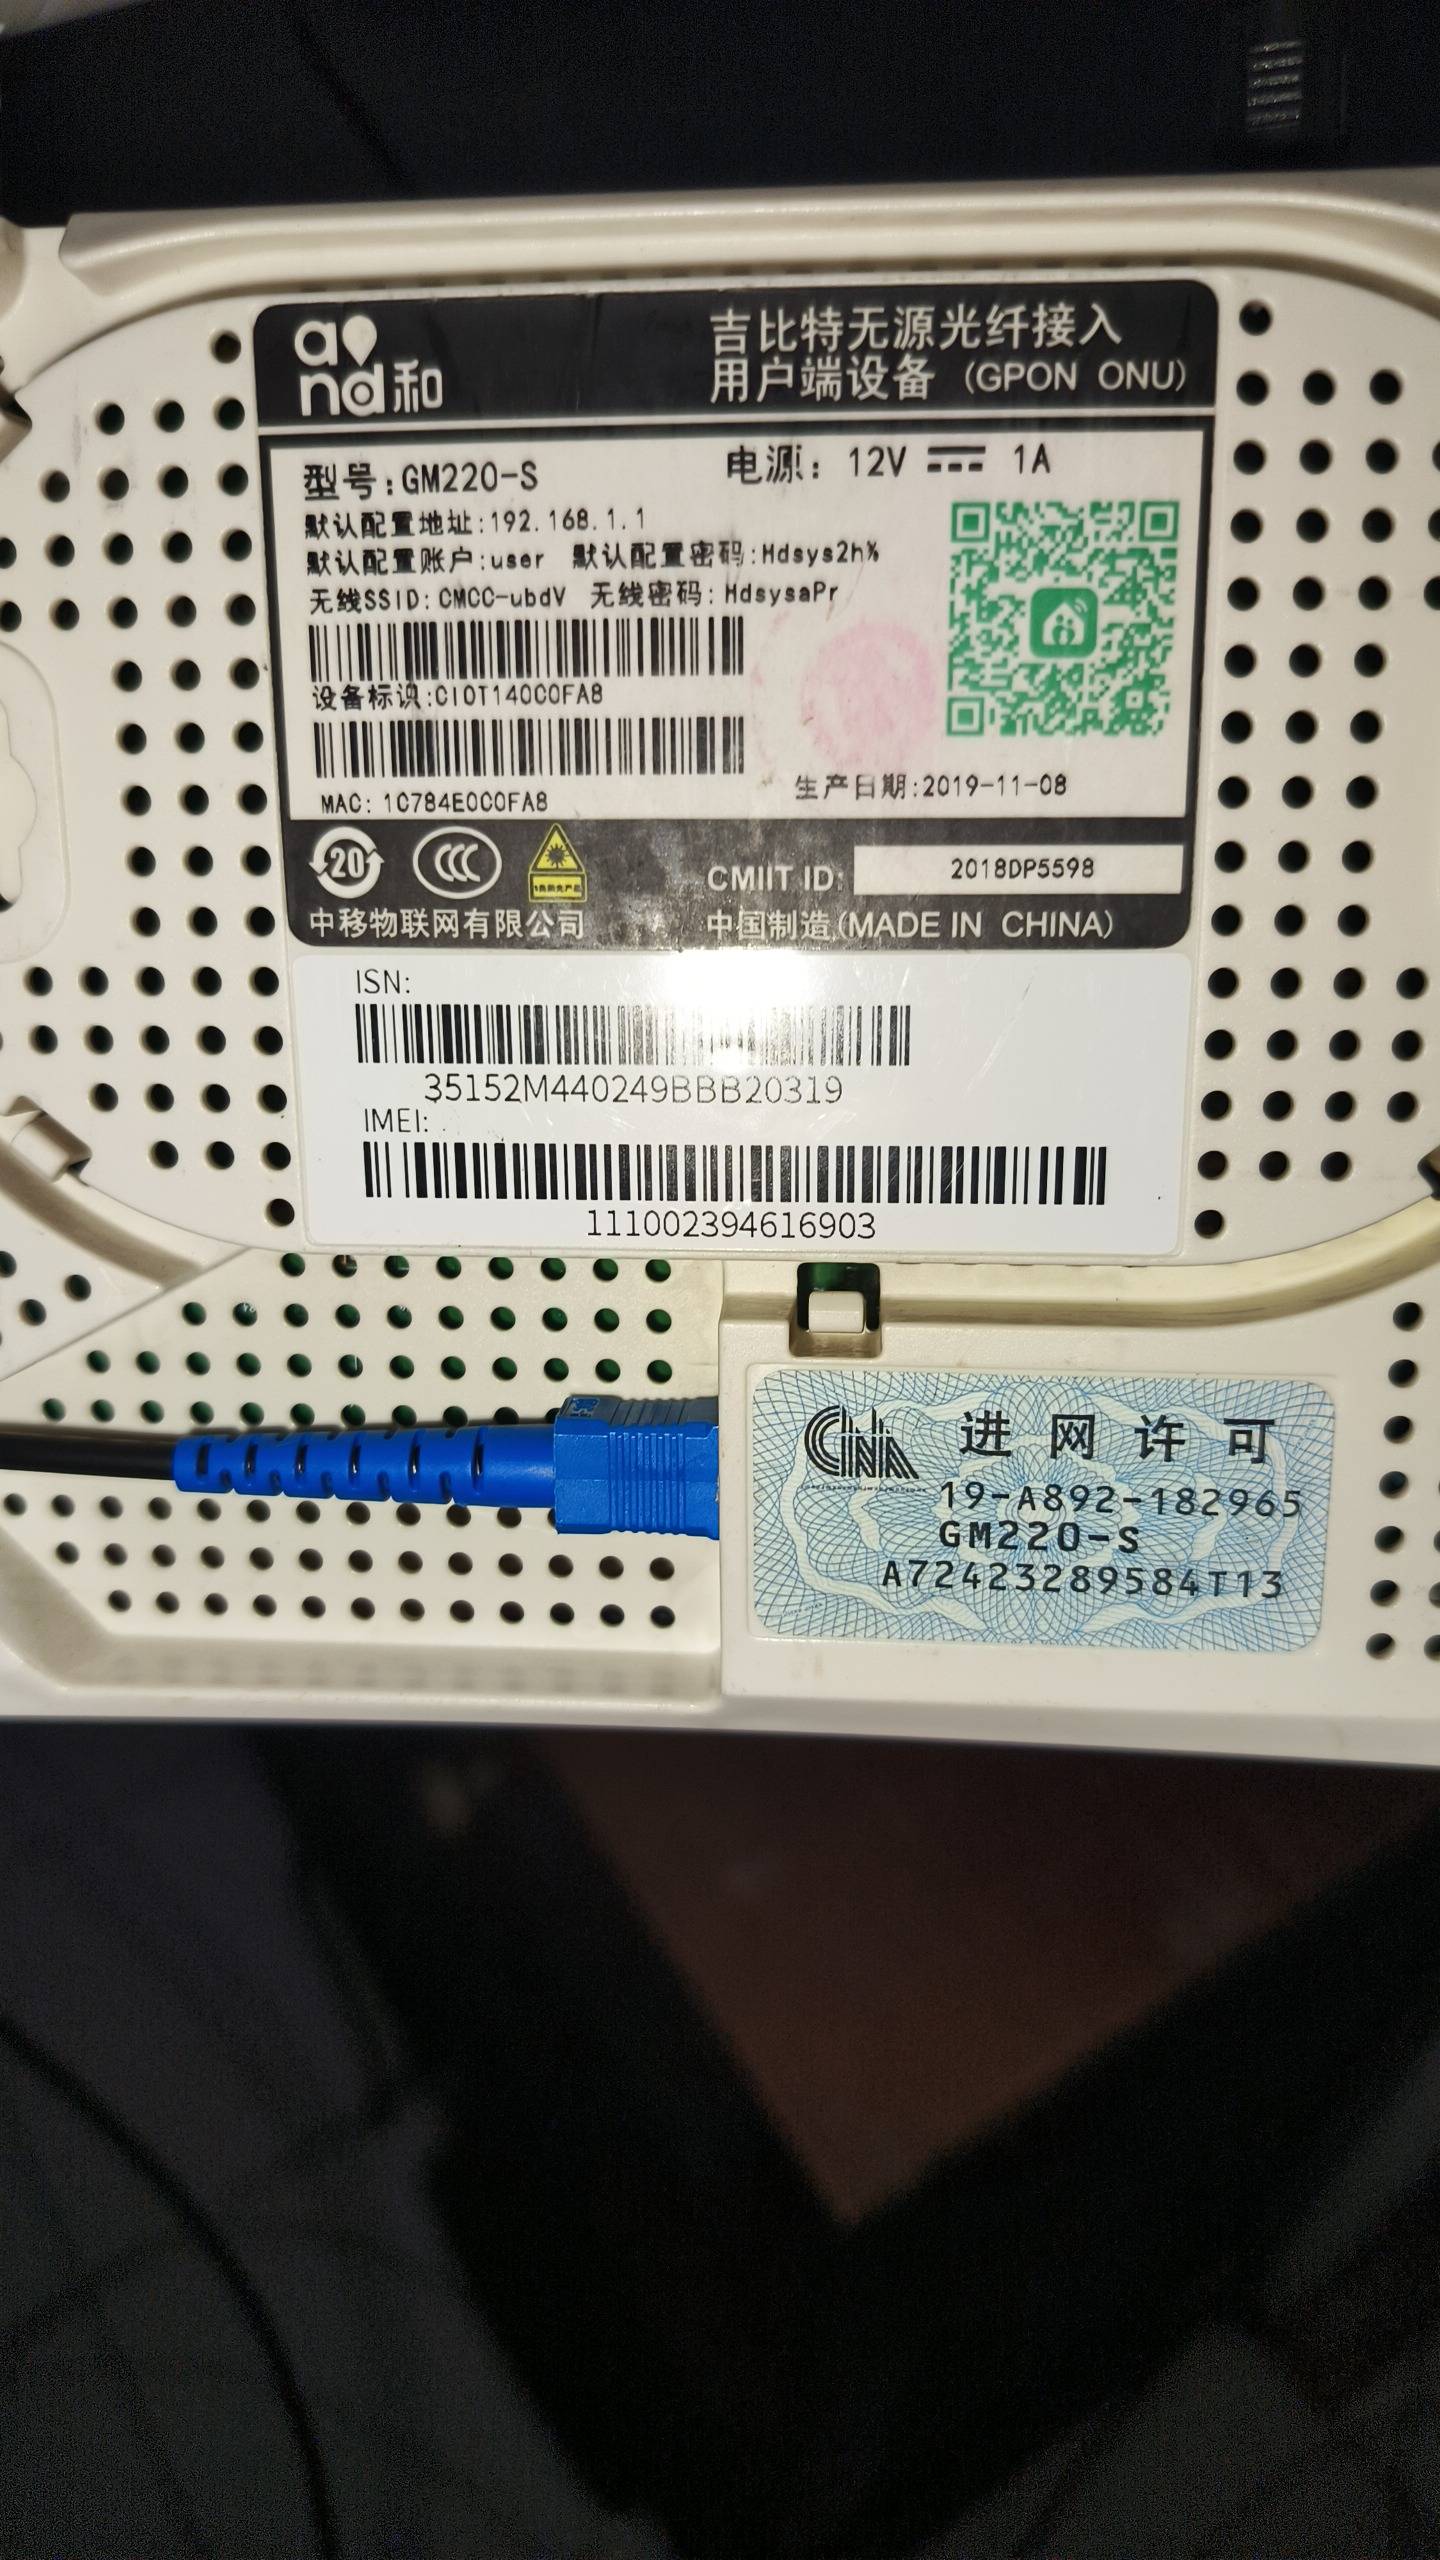 and和
吉比特无源光纤接入
用户端设备 (GPON ONU)
型号:GM220-S
电源: 12V 1A
默认配置地址:192.168.1.1
默认配置账户:user 默认配置密码:Hdsys2h%
无线SSID:CMCC-ubdV 无线密码:HdsysaPr
设备标识:CIOT140C0FA8
MAC: 1C784E0C0FA8
生产日期:2019-11-08
20
CCC
CMIIT ID: 2018DP5598
中移物联网有限公司
中国制造(MADE IN CHINA)
ISN:
35152M440249BBB20319
IMEI:
111002394616903
CNA 进网许可
19-A892-182965
GM220-S
A72423289584T13